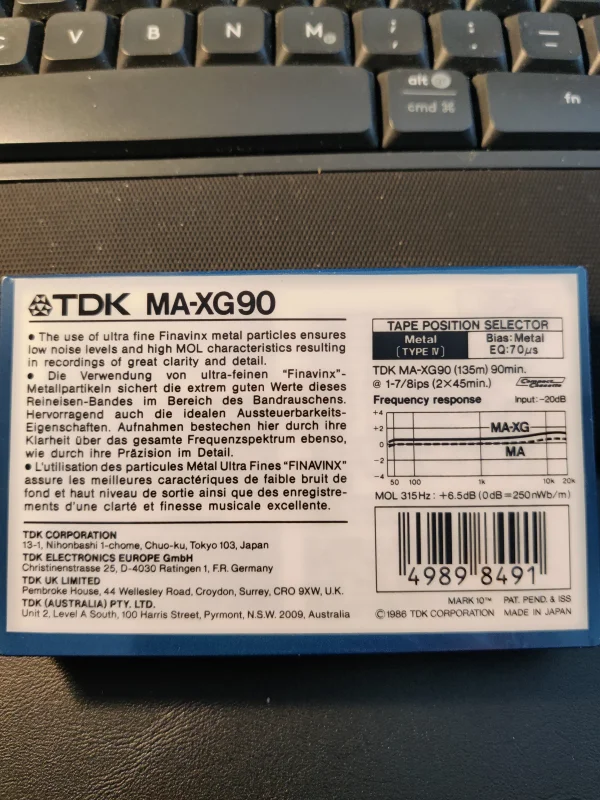 C V B N M ; : =
alt
cmd ⌘
fn
TDK MA-XG90
• The use of ultra fine Finavinx metal particles ensures
low noise levels and high MOL characteristics resulting
in recordings of great clarity and detail.
• Die Verwendung von ultra-feinen "Finavinx"-
Metallpartikeln sichert die extrem guten Werte dieses
Reineisen-Bandes im Bereich des Bandrauschens.
Hervorragend auch die idealen Aussteuerbarkeits-
Eigenschaften. Aufnahmen bestechen hier durch ihre
Klarheit über das gesamte Frequenzspektrum ebenso,
wie durch ihre Präzision im Detail.
• L'utilisation des particules Métal Ultra Fines "FINAVINX"
assure les meilleures caractéristiques de faible bruit de
fond et haut niveau de sortie ainsi que des enregistre-
ments d'une clarté et finesse musicale excellente.
TDK CORPORATION
13-1, Nihonbashi 1-chome, Chuo-ku, Tokyo 103, Japan
TDK ELECTRONICS EUROPE GmbH
Christinenstrasse 25, D-4030 Ratingen 1, F.R. Germany
TDK UK LIMITED
Pembroke House, 44 Wellesley Road, Croydon, Surrey, CRO 9XW, U.K.
TDK (AUSTRALIA) PTY. LTD.
Unit 2, Level A South, 100 Harris Street, Pyrmont, N.S.W. 2009, Australia
TAPE POSITION SELECTOR
Metal
[TYPE IV]
Bias: Metal
EQ: 70μs
TDK MA-XG90 (135m) 90min.
@ 1-7/8ips (2×45min.)
Compact Cassette
Frequency response Input: -20dB
+4
+2
0
-2
-4
MA-XG
MA
50 100 1k 10k 20k
MOL 315Hz: +6.5dB (0dB=250nWb/m)
4989 8491
MARK 10™ PAT. PEND. & ISS
©1986 TDK CORPORATION MADE IN JAPAN